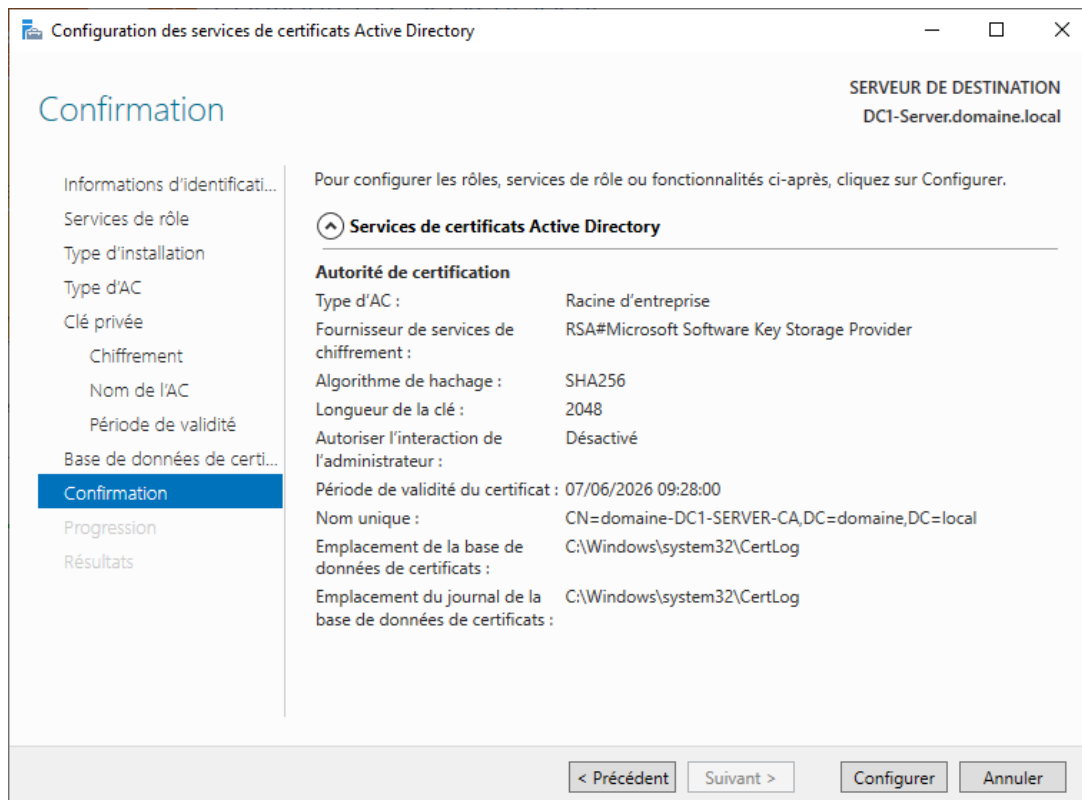 Configuration des services de certificats Active Directory
SERVEUR DE DESTINATION
DC1-Server.domaine.local
Confirmation
Informations d'identificati...
Services de rôle
Type d'installation
Type d'AC
Clé privée
Chiffrement
Nom de l'AC
Période de validité
Base de données de certi...
Confirmation
Progression
Résultats
Pour configurer les rôles, services de rôle ou fonctionnalités ci-après, cliquez sur Configurer.
Services de certificats Active Directory
Autorité de certification
Type d'AC : Racine d'entreprise
Fournisseur de services de RSA#Microsoft Software Key Storage Provider
chiffrement :
Algorithme de hachage : SHA256
Longueur de la clé : 2048
Autoriser l'interaction de Désactivé
l'administrateur :
Période de validité du certificat : 07/06/2026 09:28:00
Nom unique : CN=domaine-DC1-SERVER-CA,DC=domaine,DC=local
Emplacement de la base de C:\Windows\system32\CertLog
données de certificats :
Emplacement du journal de la C:\Windows\system32\CertLog
base de données de certificats :
< Précédent Suivant > Configurer Annuler